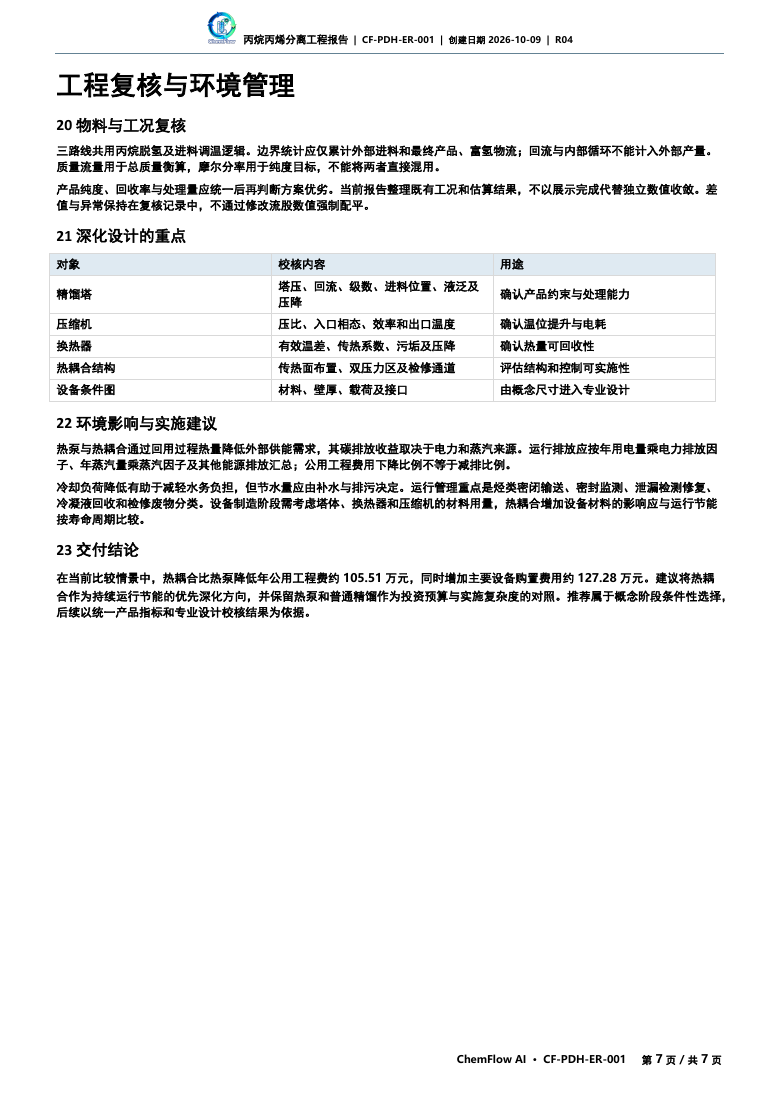 ChemFlow
丙烷丙烯分离工程报告 | CF-PDH-ER-001 | 创建日期 2026-10-09 | R04
工程复核与环境管理
20 物料与工况复核
三路线共用丙烷脱氢及进料调温逻辑。边界统计应仅累计外部进料和最终产品、富氢物流；回流与内部循环不能计入外部产量。
质量流量用于总质量衡算，摩尔分率用于纯度目标，不能将两者直接混用。
产品纯度、回收率与处理量应统一后再判断方案优劣。当前报告整理既有工况和估算结果，不以展示完成代替独立数值收敛。差
值与异常保持在复核记录中，不通过修改流股数值强制配平。
21 深化设计的重点
对象 校核内容 用途
精馏塔 塔压、回流、级数、进料位置、液泛及 确认产品约束与处理能力
压降
压缩机 压比、入口相态、效率和出口温度 确认温位提升与电耗
换热器 有效温差、传热系数、污垢及压降 确认热量可回收性
热耦合结构 传热面布置、双压力区及检修通道 评估结构和控制可实施性
设备条件图 材料、壁厚、载荷及接口 由概念尺寸进入专业设计
22 环境影响与实施建议
热泵与热耦合通过回用过程热量降低外部供能需求，其碳排放收益取决于电力和蒸汽来源。运行排放应按年用电量乘电力排放因
子、年蒸汽量乘蒸汽因子及其他能源排放汇总；公用工程费用下降比例不等于减排比例。
冷却负荷降低有助于减轻水务负担，但节水量应由补水与排污决定。运行管理重点是烃类密闭输送、密封监测、泄漏检测修复、
冷凝液回收和检修废物分类。设备制造阶段需考虑塔体、换热器和压缩机的材料用量，热耦合增加设备材料的影响应与运行节能
按寿命周期比较。
23 交付结论
在当前比较情景中，热耦合比热泵降低年公用工程费约 105.51 万元，同时增加主要设备购置费用约 127.28 万元。建议将热耦
合作为持续运行节能的优先深化方向，并保留热泵和普通精馏作为投资预算与实施复杂度的对照。推荐属于概念阶段条件性选择，
后续以统一产品指标和专业设计校核结果为依据。
ChemFlow AI • CF-PDH-ER-001 第 7 页 / 共 7 页